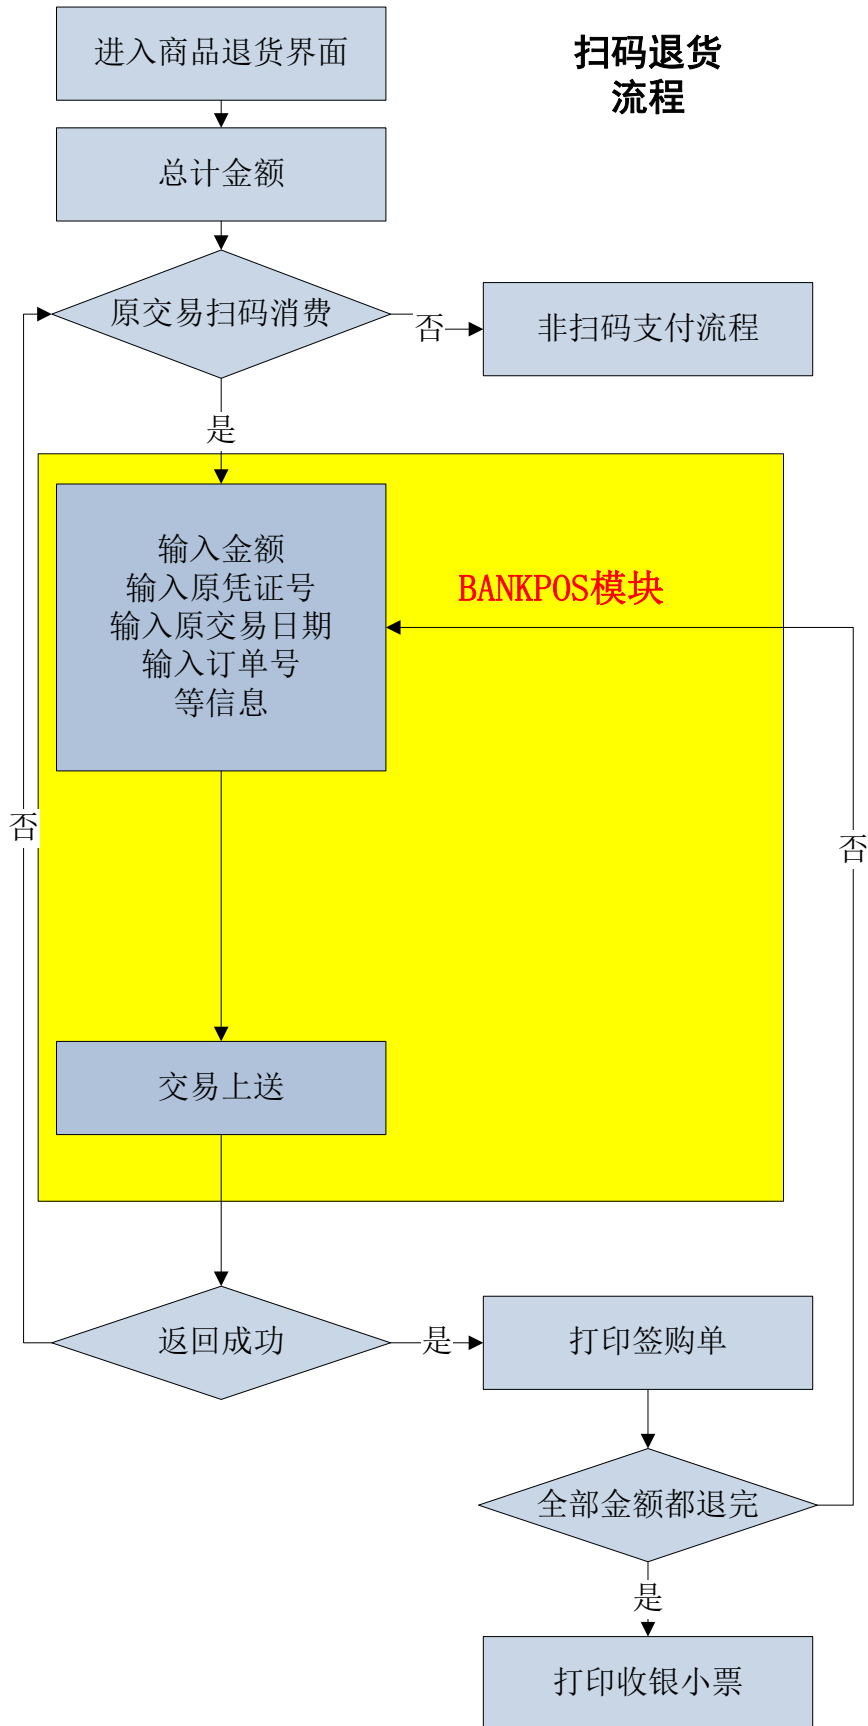 扫码退货
流程
进入商品退货界面
总计金额
原交易扫码消费
否
非扫码支付流程
是
输入金额
输入原凭证号
输入原交易日期
输入订单号
等信息
BANKPOS模块
否
否
交易上送
返回成功
是
打印签购单
全部金额都退完
是
打印收银小票